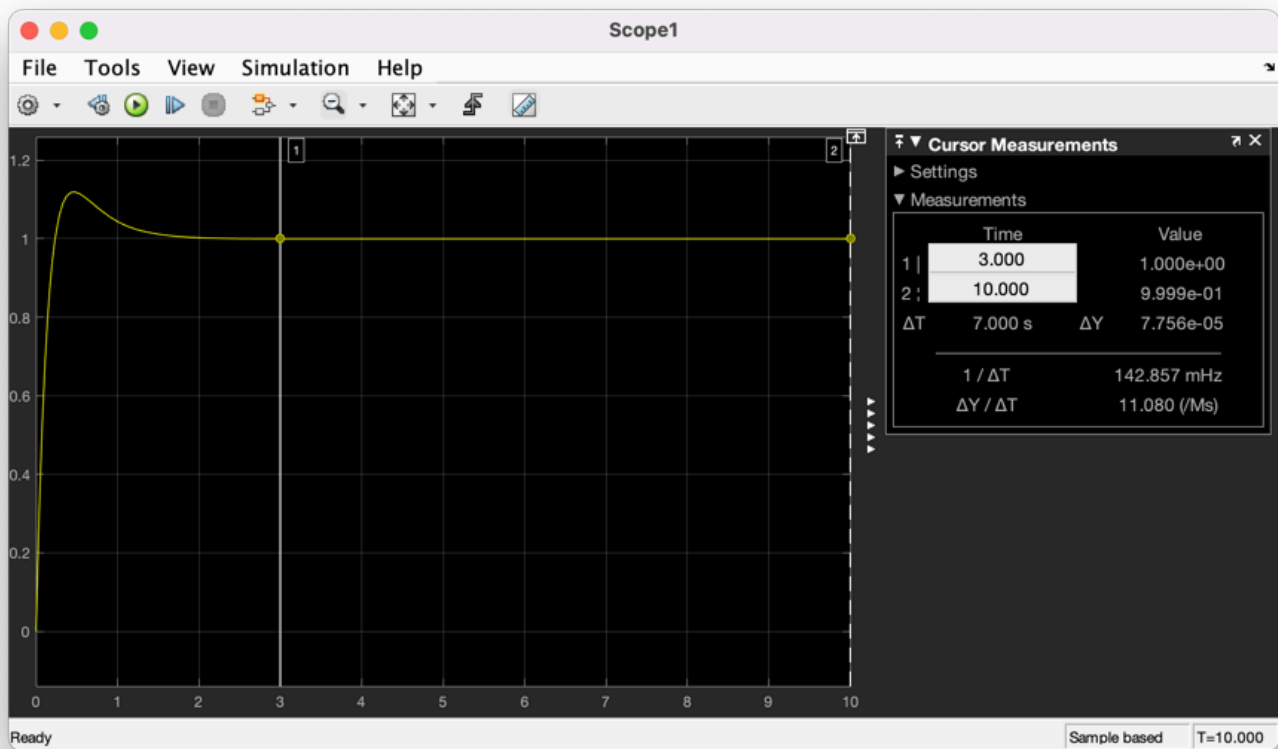 Scope1
File Tools View Simulation Help
1.2
1
0.8
0.6
0.4
0.2
0
0 1 2 3 4 5 6 7 8 9 10
1
2
Cursor Measurements
Settings
Measurements
Time Value
1 | 3.000 1.000e+00
2 ¦ 10.000 9.999e-01
ΔT 7.000 s ΔY 7.756e-05
1 / ΔT 142.857 mHz
ΔY / ΔT 11.080 (/Ms)
Ready Sample based T=10.000